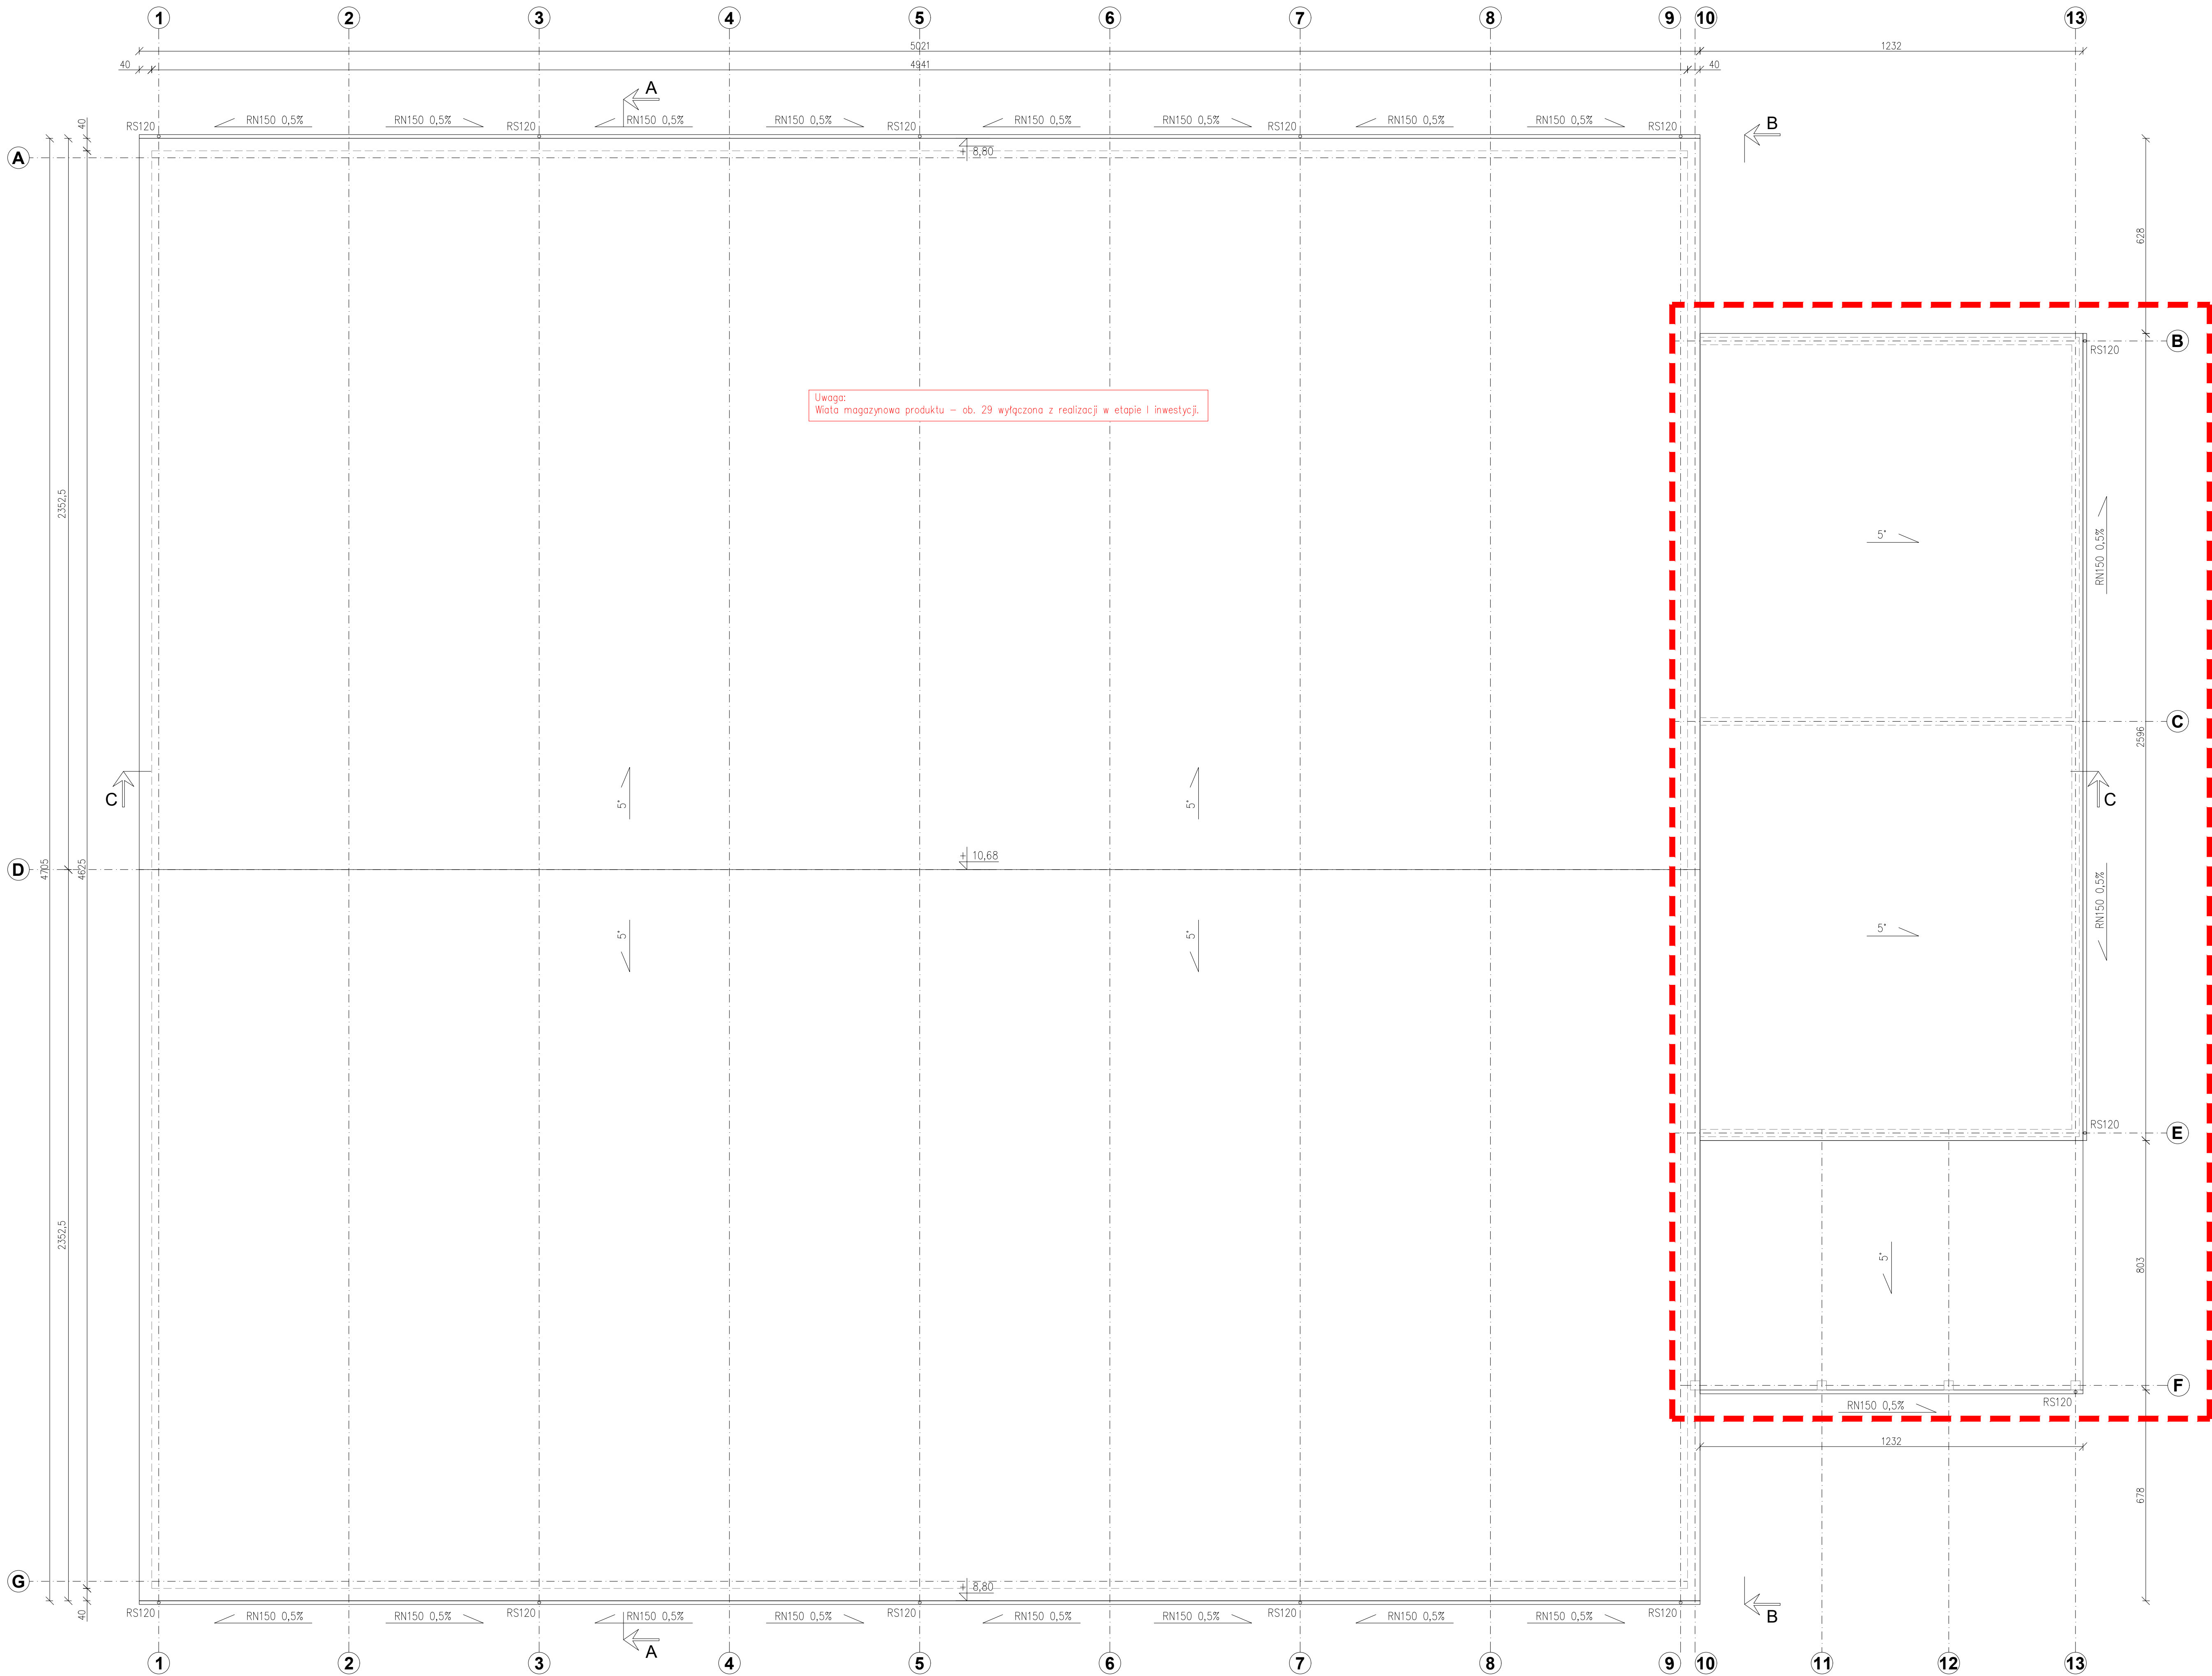 1 2 3 4 5 6 7 8 9 10 13
5021 1232
40 4941 40
A
40 RN150 0,5% RN150 0,5% RN150 0,5% RN150 0,5% RN150 0,5% RN150 0,5% RN150 0,5% RN150 0,5% B
RS120 RS120 RS120 RS120 RS120
A + 8,80
628
B
RS120
Uwaga:
Wiata magazynowa produktu – ob. 29 wyłączona z realizacji w etapie I inwestycji.
2352,5
5°
RN150 0,5%
C
2596
C 5° 5° C
+ 10,68
D 4705 4625
RN150 0,5%
5° 5° 5°
RS120
E
2352,5 5° 803
F
RN150 0,5% RS120
1232
678
G
+ 8,80
40 RS120 RS120 RS120 RS120 RS120
RN150 0,5% RN150 0,5% RN150 0,5% RN150 0,5% RN150 0,5% RN150 0,5% RN150 0,5% RN150 0,5% B
A
1 2 3 4 5 6 7 8 9 10 11 12 13